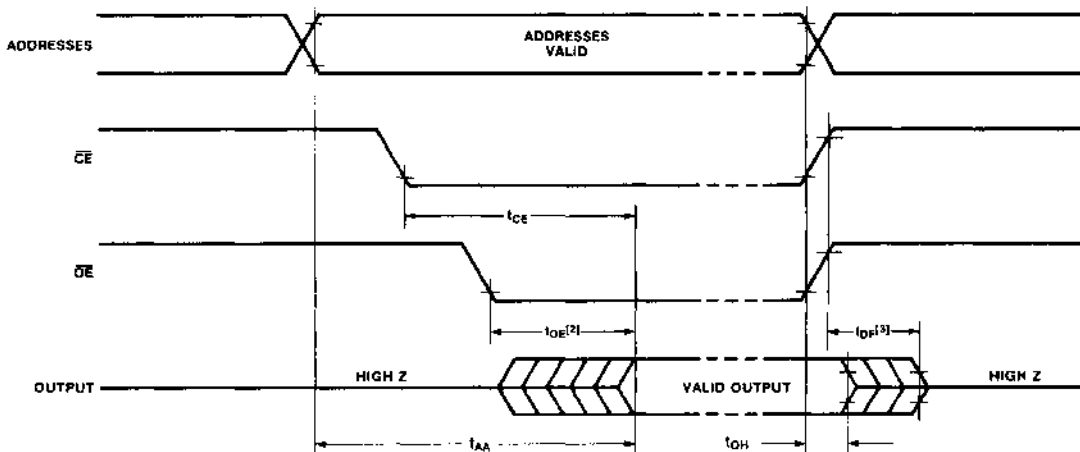 ADDRESSES
ADDRESSES
VALID
CE
tCE
OE
tOE[2]
tDF[3]
OUTPUT
HIGH Z
VALID OUTPUT
HIGH Z
tAA
tOH